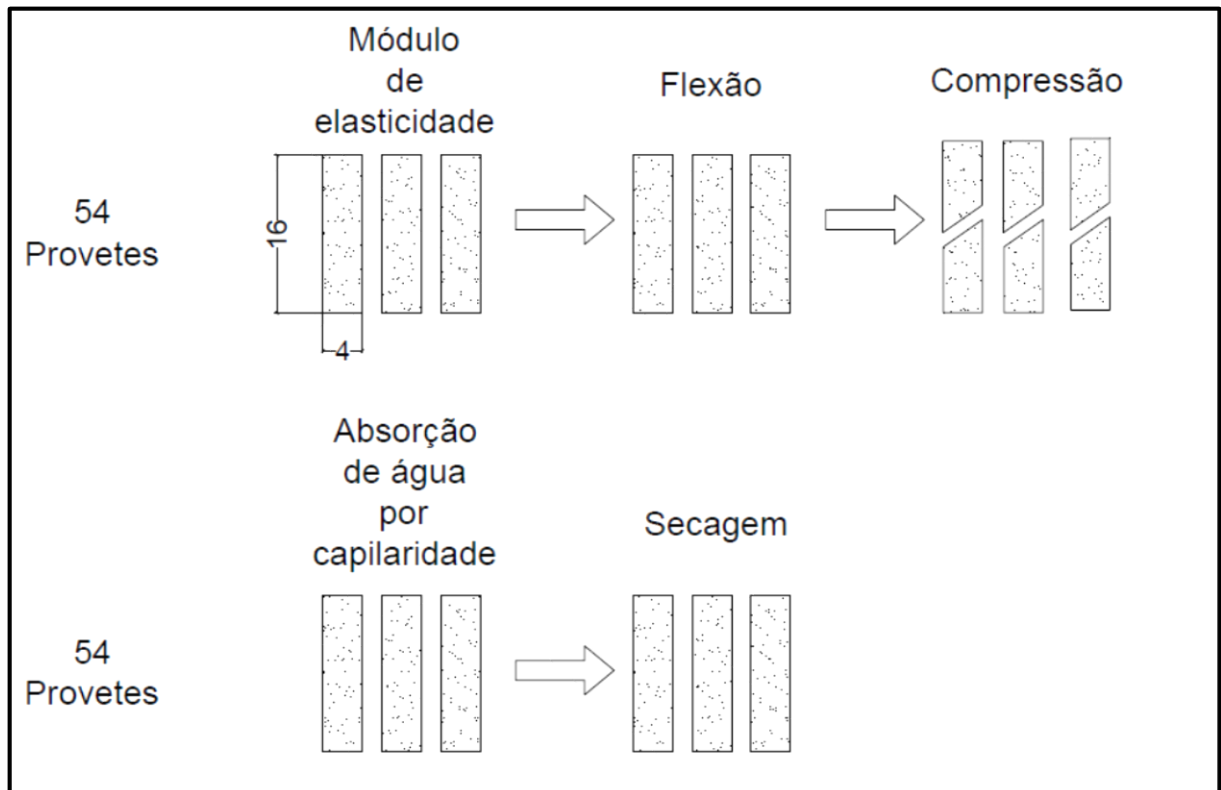 Módulo
de
elasticidade
Flexão
Compressão
54
Provetes
16
4
Absorção
de água
por
capilaridade
Secagem
54
Provetes